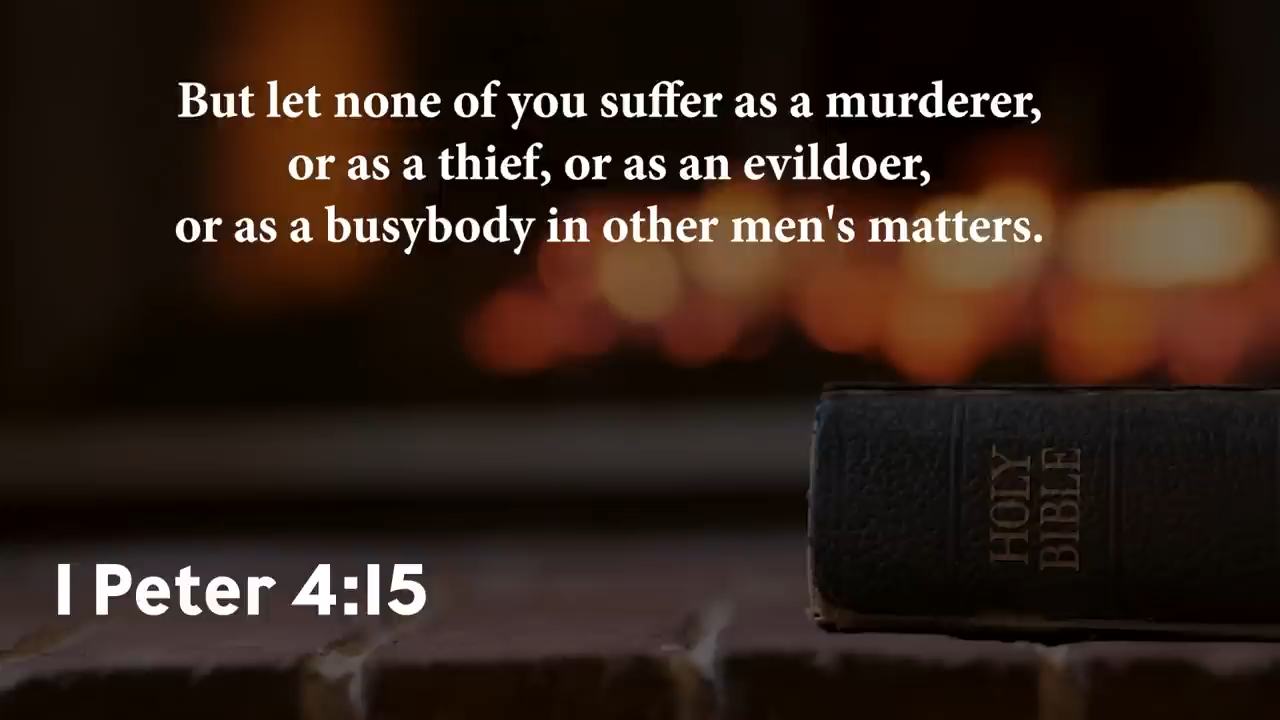 But let none of you suffer as a murderer,
or as a thief, or as an evildoer,
or as a busybody in other men's matters.
HOLY
BIBLE
I Peter 4:15